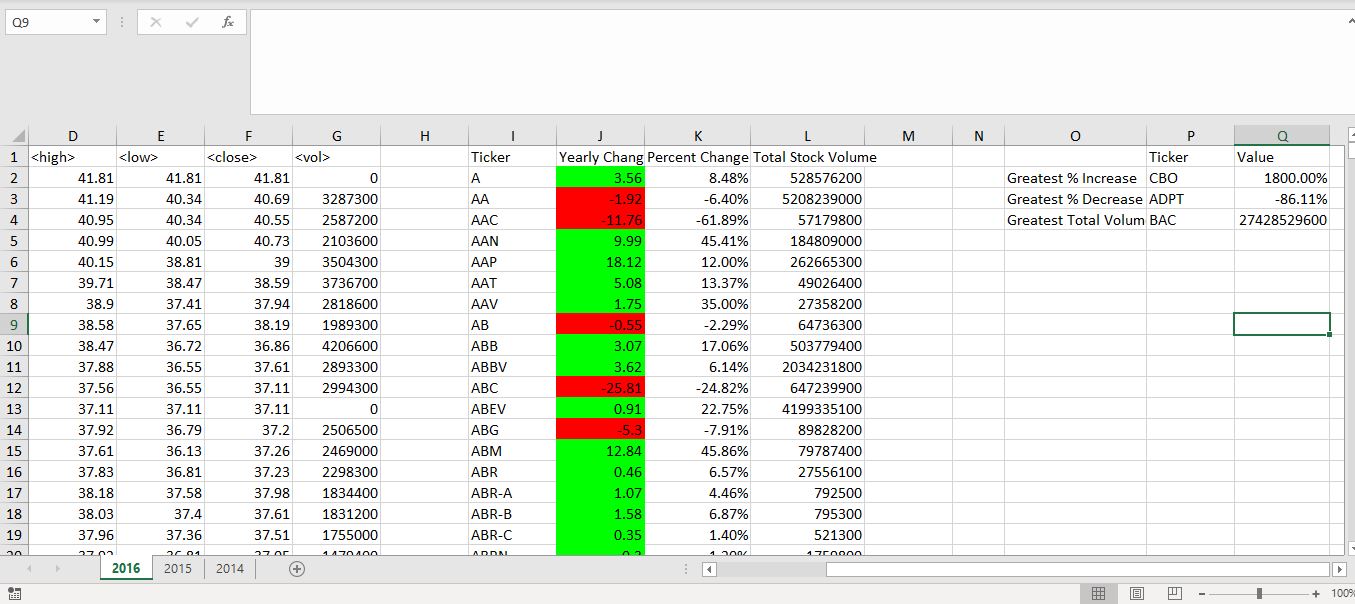 Q9
fx
D E F G H I J K L M N O P Q
1 <high> <low> <close> <vol> Ticker Yearly Chang Percent Change Total Stock Volume Ticker Value
2 41.81 41.81 41.81 0 A 3.56 8.48% 528576200 Greatest % Increase CBO 1800.00%
3 41.19 40.34 40.69 3287300 AA -1.92 -6.40% 5208239000 Greatest % Decrease ADPT -86.11%
4 40.95 40.34 40.55 2587200 AAC -11.76 -61.89% 57179800 Greatest Total Volum BAC 27428529600
5 40.99 40.05 40.73 2103600 AAN 9.99 45.41% 184809000
6 40.15 38.81 39 3504300 AAP 18.12 12.00% 262665300
7 39.71 38.47 38.59 3736700 AAT 5.08 13.37% 49026400
8 38.9 37.41 37.94 2818600 AAV 1.75 35.00% 27358200
9 38.58 37.65 38.19 1989300 AB -0.55 -2.29% 64736300
10 38.47 36.72 36.86 4206600 ABB 3.07 17.06% 503779400
11 37.88 36.55 37.61 2893300 ABBV 3.62 6.14% 2034231800
12 37.56 36.55 37.11 2994300 ABC -25.81 -24.82% 647239900
13 37.11 37.11 37.11 0 ABEV 0.91 22.75% 4199335100
14 37.92 36.79 37.2 2506500 ABG -5.3 -7.91% 89828200
15 37.61 36.13 37.26 2469000 ABM 12.84 45.86% 79787400
16 37.83 36.81 37.23 2298300 ABR 0.46 6.57% 27556100
17 38.18 37.58 37.98 1834400 ABR-A 1.07 4.46% 792500
18 38.03 37.4 37.61 1831200 ABR-B 1.58 6.87% 795300
19 37.96 37.36 37.51 1755000 ABR-C 0.35 1.40% 521300
2016 2015 2014
100%